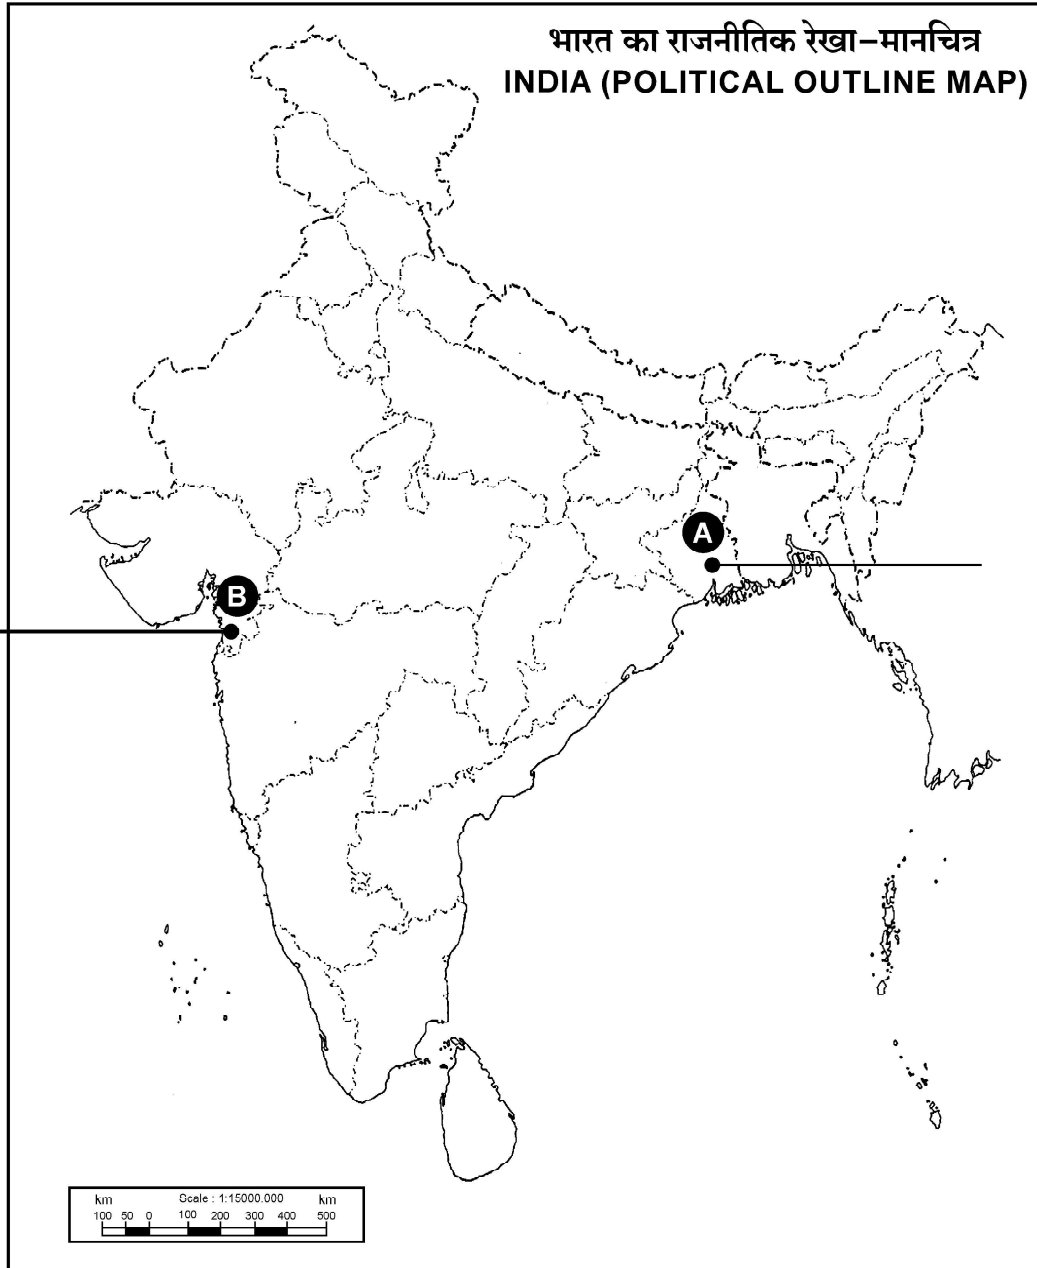 भारत का राजनीतिक रेखा–मानचित्र
INDIA (POLITICAL OUTLINE MAP)
A
B
km Scale : 1:15000.000 km
100 50 0 100 200 300 400 500